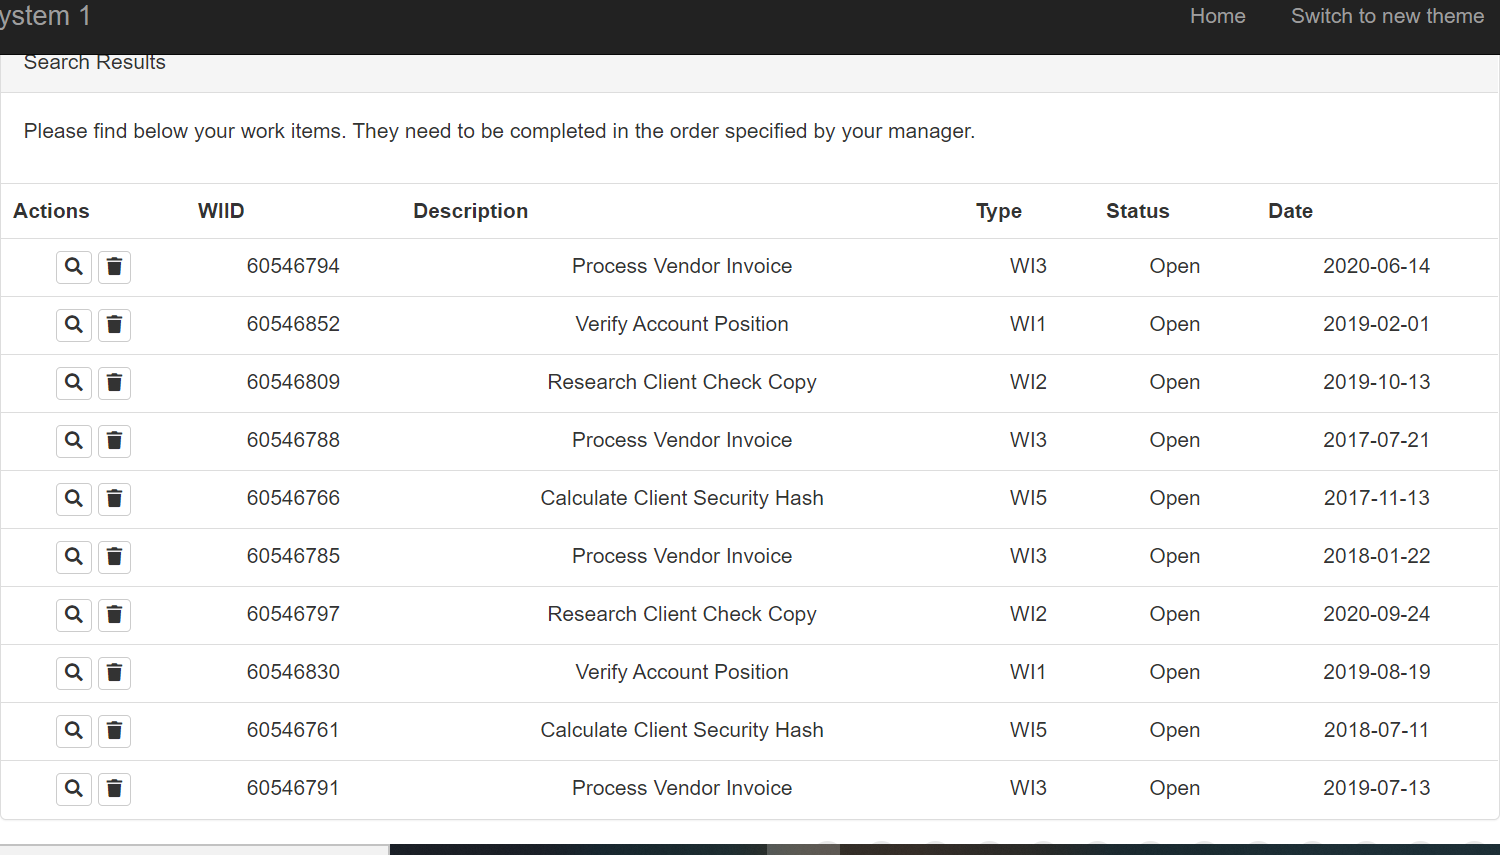 ystem 1 Home Switch to new theme
Search Results
Please find below your work items. They need to be completed in the order specified by your manager.
Actions WIID Description Type Status Date
60546794 Process Vendor Invoice WI3 Open 2020-06-14
60546852 Verify Account Position WI1 Open 2019-02-01
60546809 Research Client Check Copy WI2 Open 2019-10-13
60546788 Process Vendor Invoice WI3 Open 2017-07-21
60546766 Calculate Client Security Hash WI5 Open 2017-11-13
60546785 Process Vendor Invoice WI3 Open 2018-01-22
60546797 Research Client Check Copy WI2 Open 2020-09-24
60546830 Verify Account Position WI1 Open 2019-08-19
60546761 Calculate Client Security Hash WI5 Open 2018-07-11
60546791 Process Vendor Invoice WI3 Open 2019-07-13